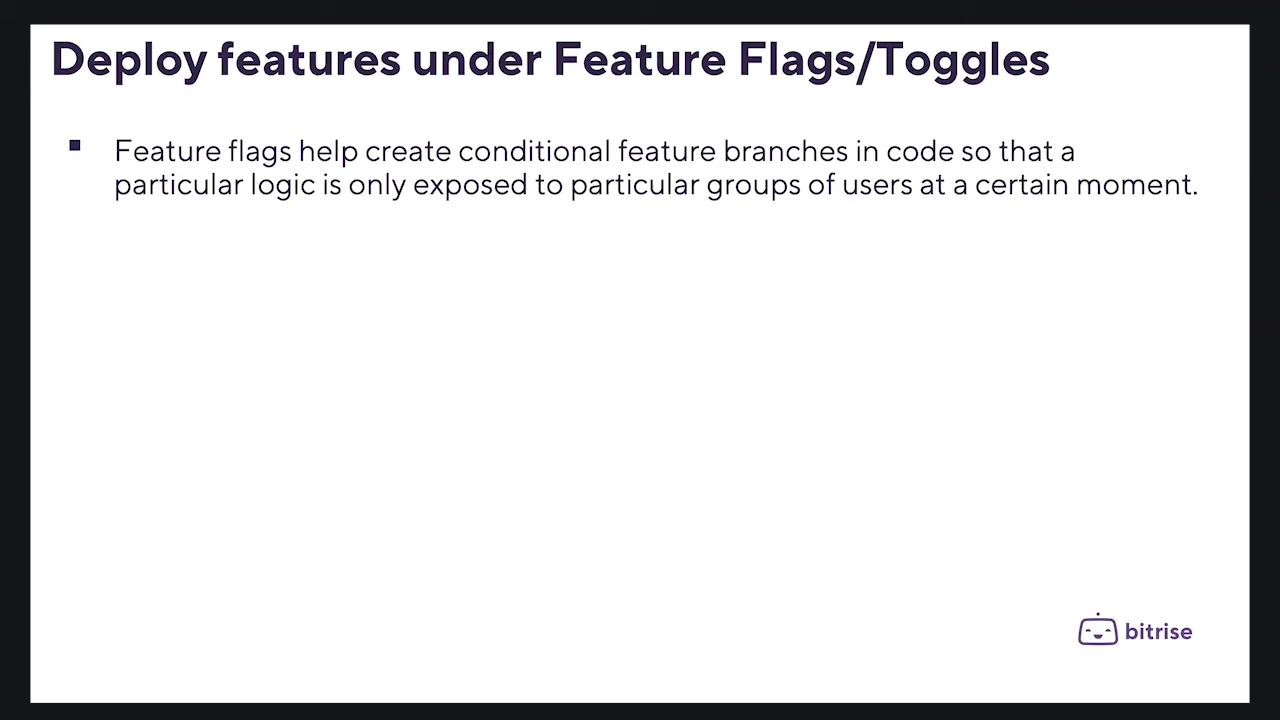 Deploy features under Feature Flags/Toggles
Feature flags help create conditional feature branches in code so that a
particular logic is only exposed to particular groups of users at a certain moment.
bitrise